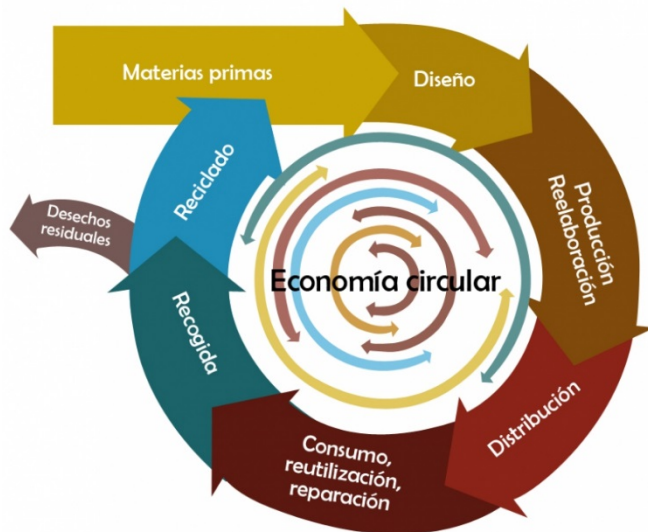 Materias primas
Diseño
Producción
Reelaboración
Distribución
Consumo,
reutilización,
reparación
Recogida
Reciclado
Desechos
residuales
Economía circular